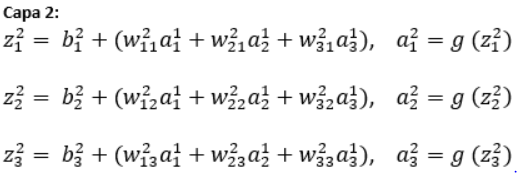 Capa 2:
z₁² = b₁² + (w₁₁²a₁¹ + w₂₁²a₂¹ + w₃₁²a₃¹), a₁² = g (z₁²)
z₂² = b₂² + (w₁₂²a₁¹ + w₂₂²a₂¹ + w₃₂²a₃¹), a₂² = g (z₂²)
z₃² = b₃² + (w₁₃²a₁¹ + w₂₃²a₂¹ + w₃₃²a₃¹), a₃² = g (z₃²).